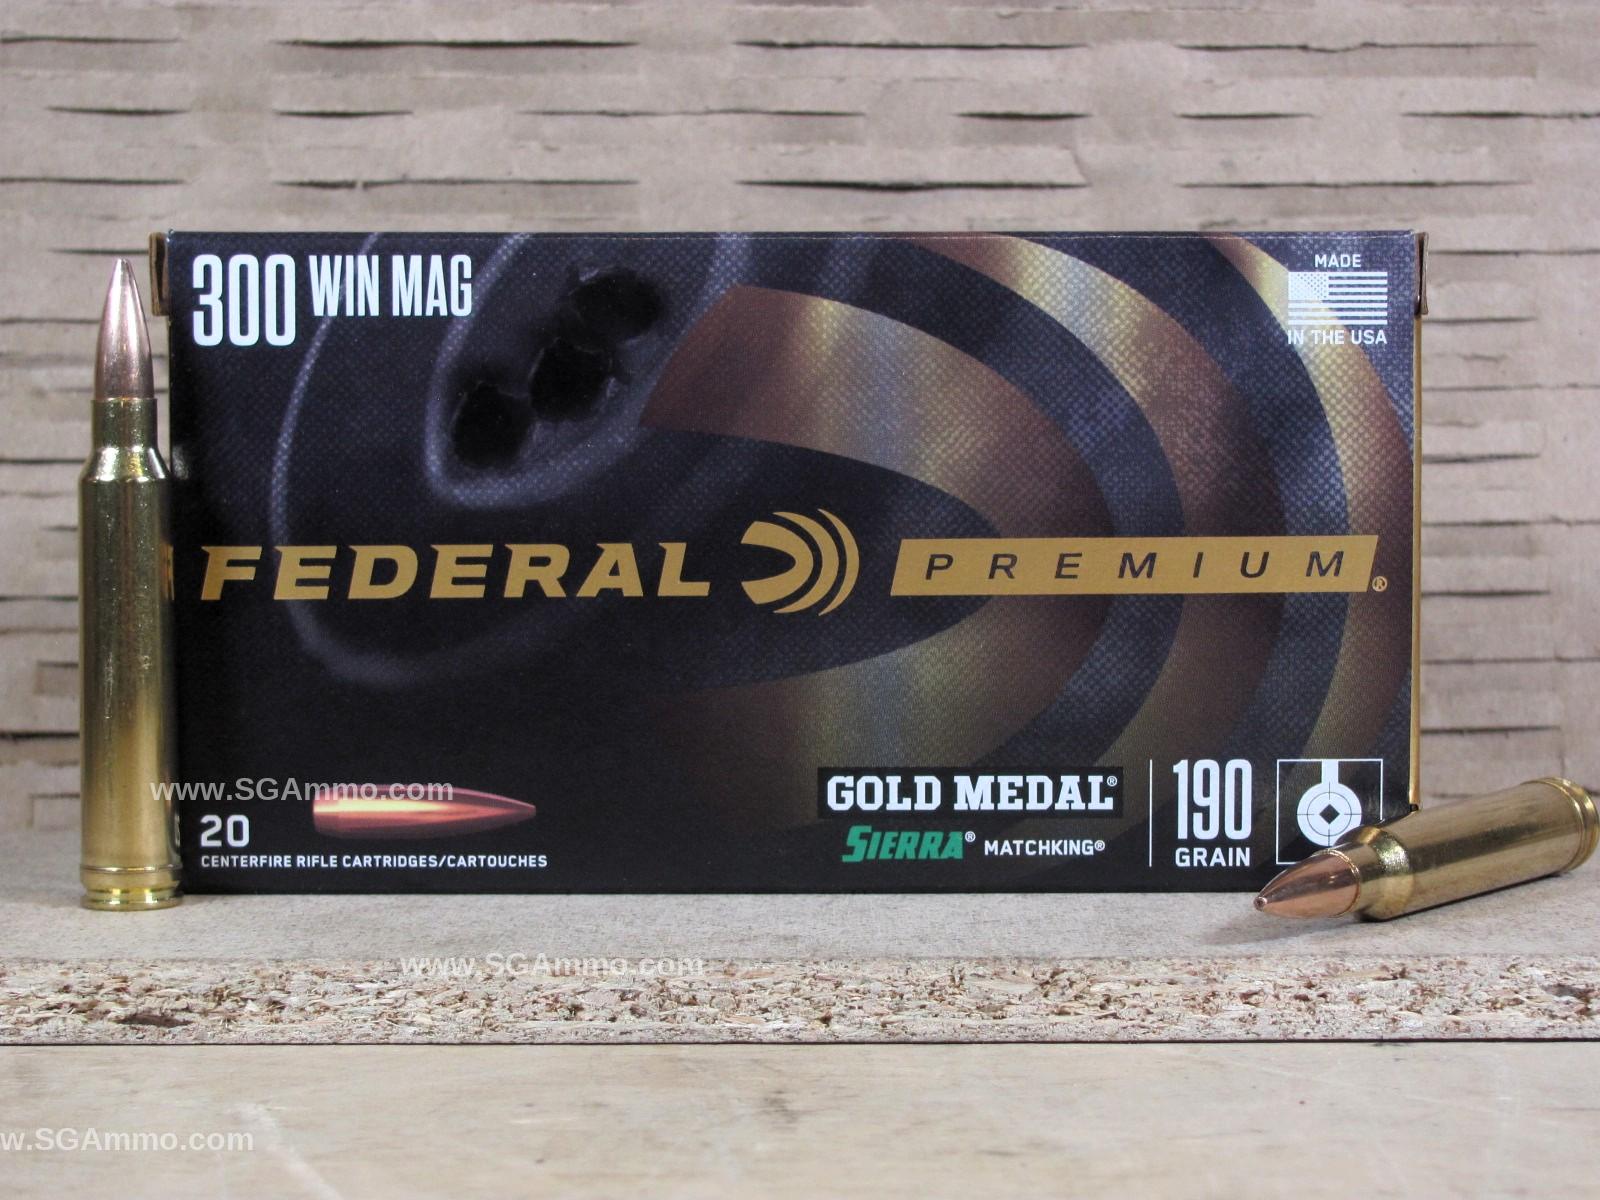 300 WIN MAG
MADE
IN THE USA
FEDERAL PREMIUM®
www.SGAmmo.com
20
CENTERFIRE RIFLE CARTRIDGES/CARTOUCHES
GOLD MEDAL®
SIERRA® MATCHKING®
190
GRAIN
www.SGAmmo.com
w.SGAmmo.com